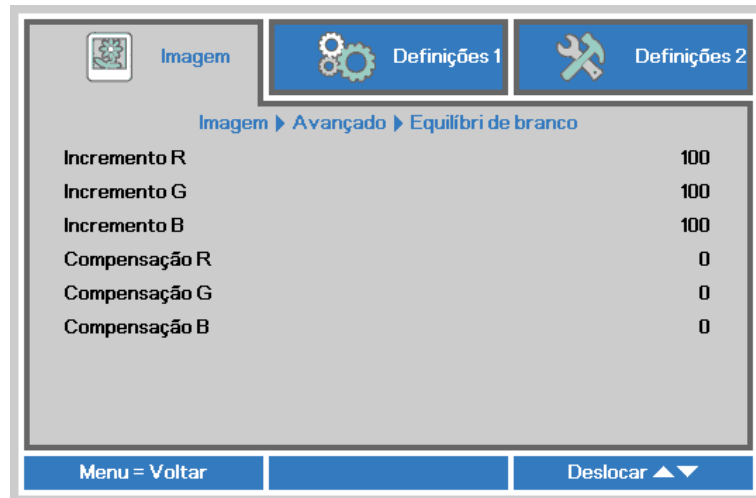 Imagem Definições 1 Definições 2
Imagem Avançado Equilíbri de branco
Incremento R 100
Incremento G 100
Incremento B 100
Compensação R 0
Compensação G 0
Compensação B 0
Menu = Voltar Deslocar